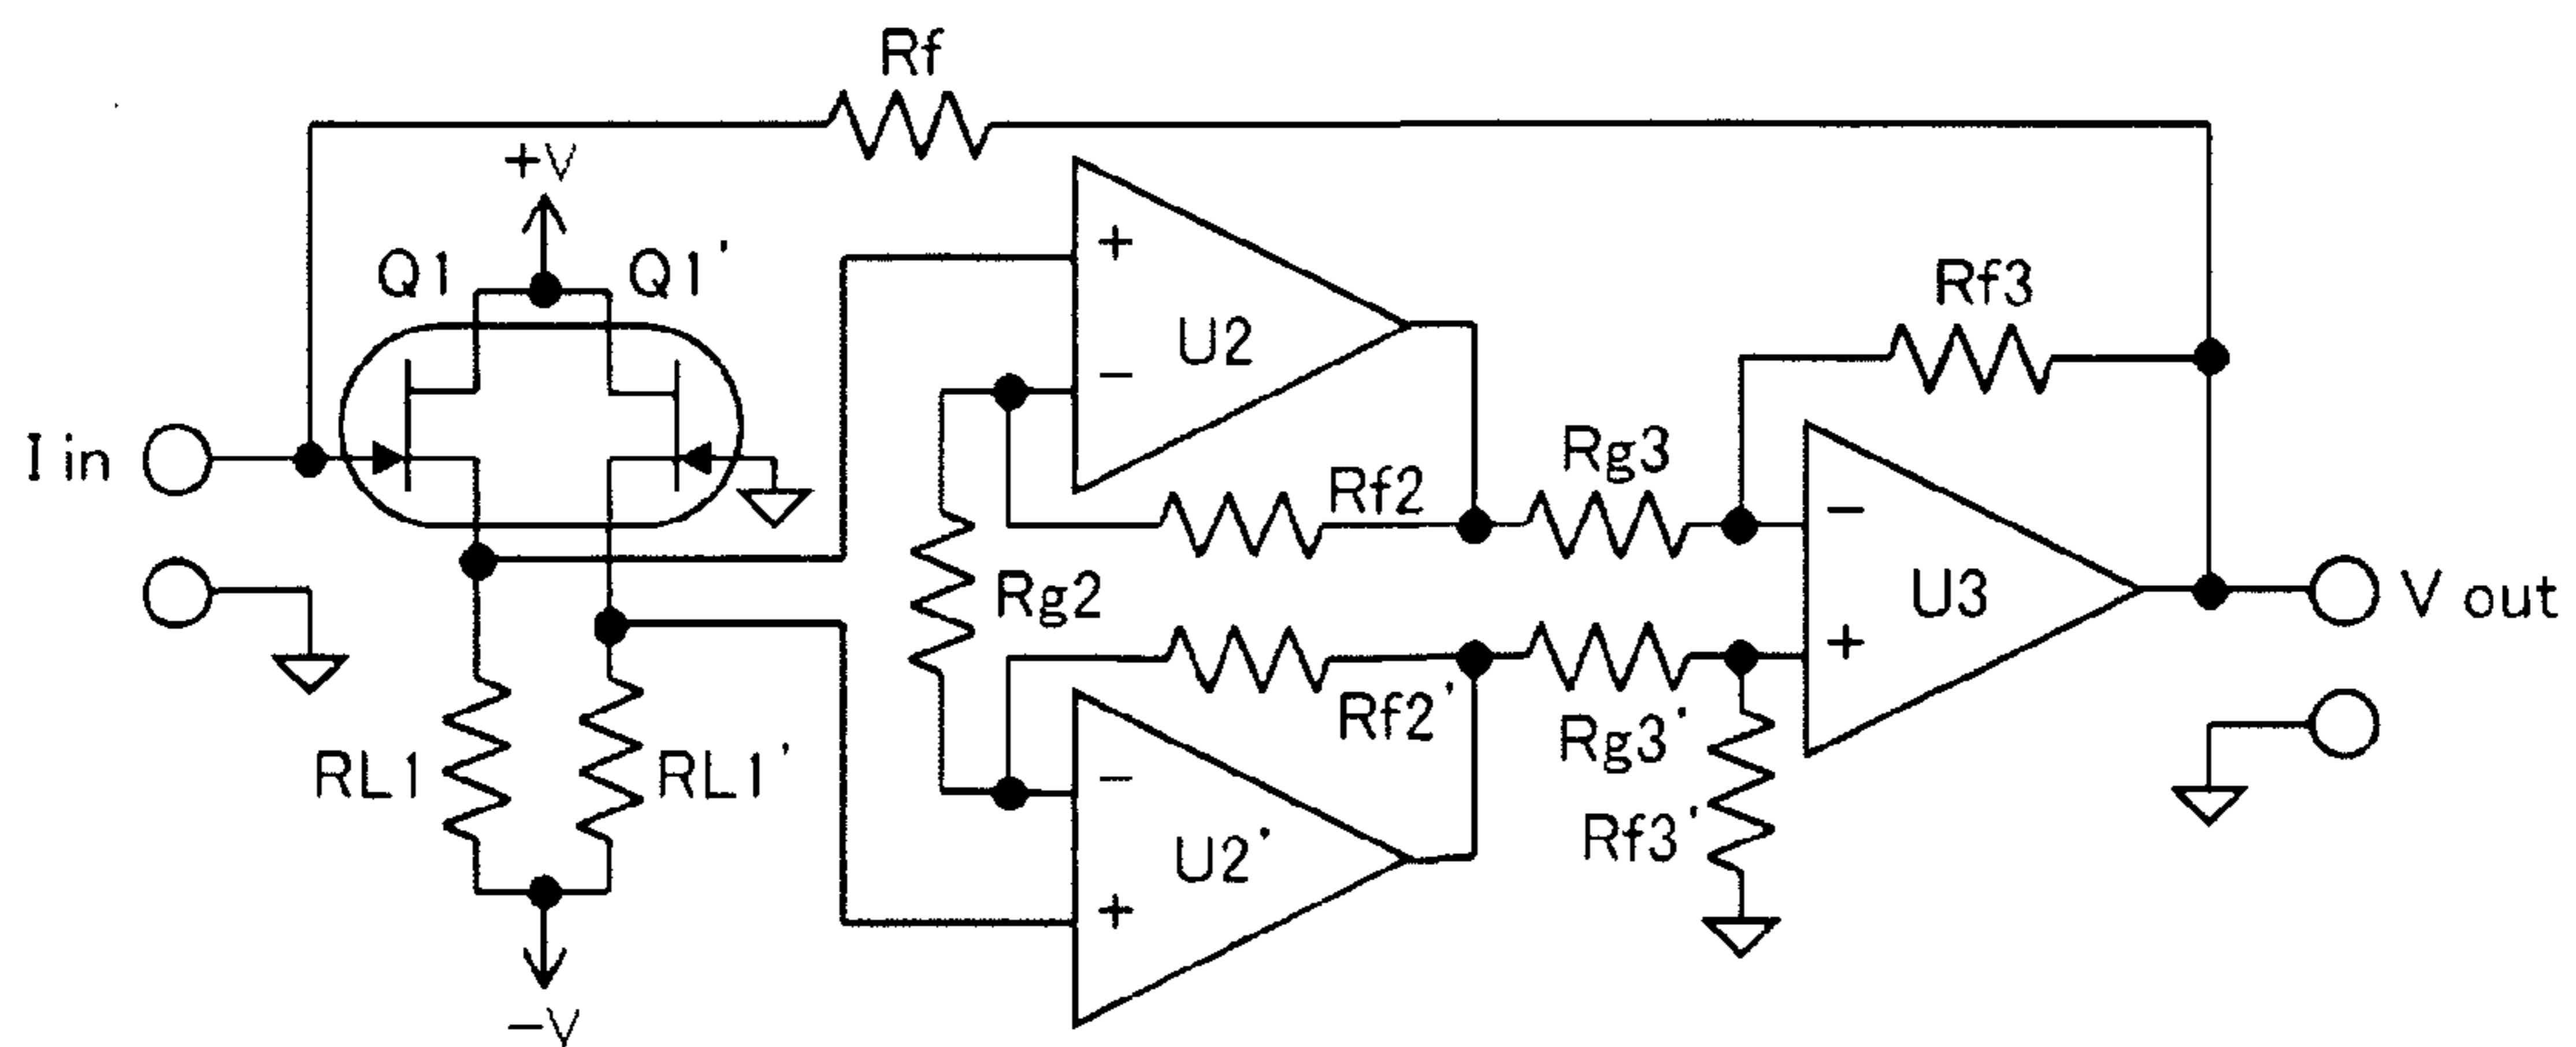 Rf
+V
Q1
Q1'
+
U2
−
Rf3
I in
Rf2
Rg3
−
Rg2
U3
V out
+
Rf2'
Rg3'
RL1
RL1'
−
Rf3'
U2'
+
−V